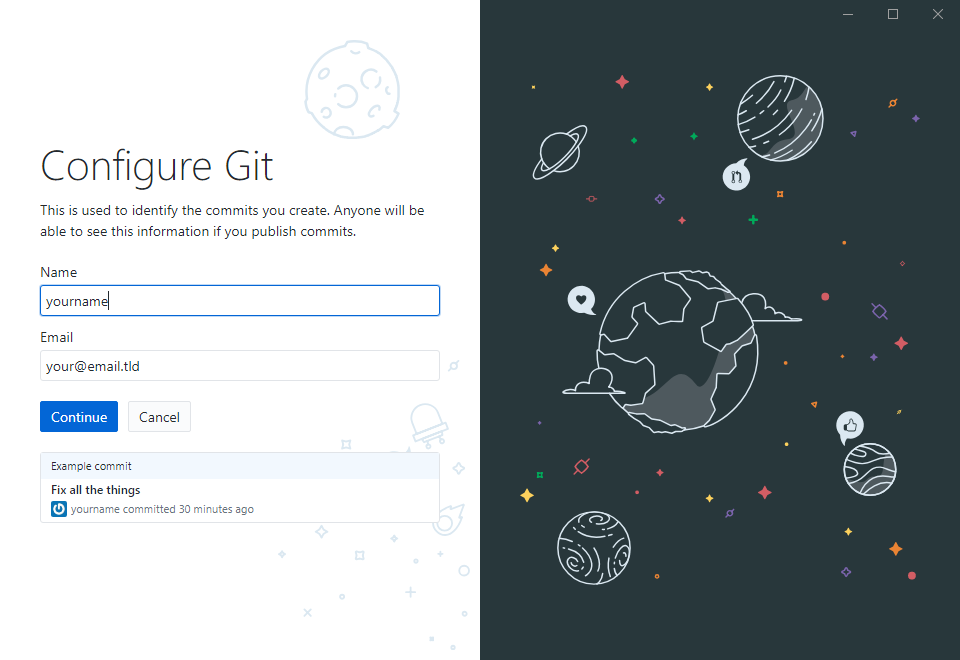 Configure Git
This is used to identify the commits you create. Anyone will be
able to see this information if you publish commits.
Name
yourname
Email
your@email.tld
Continue
Cancel
Example commit
Fix all the things
yourname committed 30 minutes ago